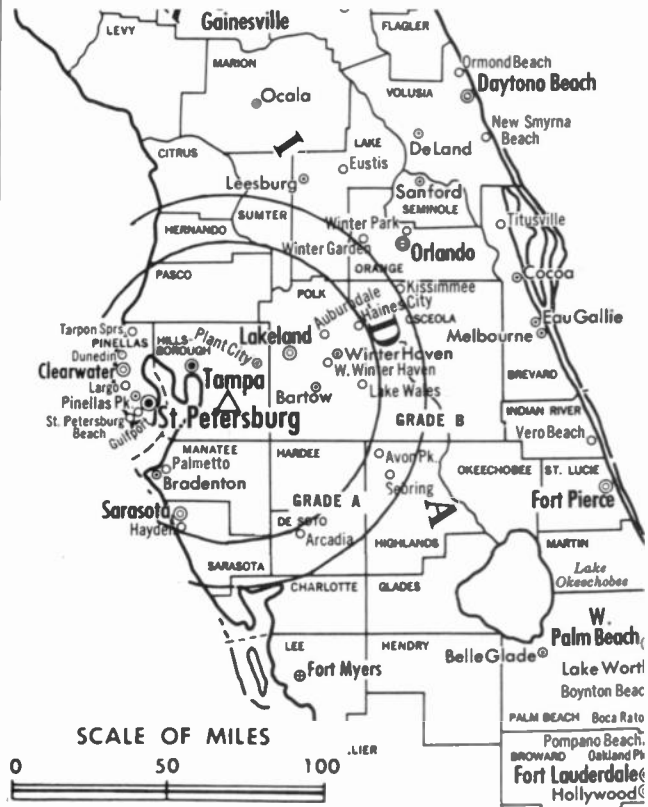 Gainesville
FLAGLER
LEVY
MARION
Ormond Beach
Daytono Beach
VOLUSIA
Ocala
New Smyrna
Beach
DeLand
CITRUS
I
LAKE
Eustis
Leesburg
Sanford
SEMINOLE
SUMTER
Winter Park
Titusville
HERNANDO
Winter Garden
Orlando
ORANGE
PASCO
Cocoa
Kissimmee
POLK
Auburndale
Haines City
OSCEOLA
D
Tarpon Sprs.
PINELLAS
HILLS-
BOROUGH
Plant City
Lakeland
EauGallie
Melbourne
Dunedin
Clearwater
Winter Haven
W. Winter Haven
Tampa
Largo
Bartow
Lake Wales
BREVARD
Pinellas Pk.
St. Petersburg
St. Petersburg
Beach
Gulfport
GRADE B
INDIAN RIVER
Vero Beach
MANATEE
HARDEE
Avon Pk.
Palmetto
Bradenton
OKEECHOBEE
ST. LUCIE
Sebring
Fort Pierce
GRADE A
A
Sarasota
Hayden
DE SOTO
Arcadia
HIGHLANDS
MARTIN
SARASOTA
Lake
Okeechobee
CHARLOTTE
GLADES
W.
Palm Beach
LEE
HENDRY
Belle Glade
Fort Myers
Lake Wort
Boynton Beac
PALM BEACH
Boca Rato
SCALE OF MILES
.LIER
Pompano Beach.
BROWARD
Oakland Pk
0
50
100
Fort Lauderdale
Hollywood